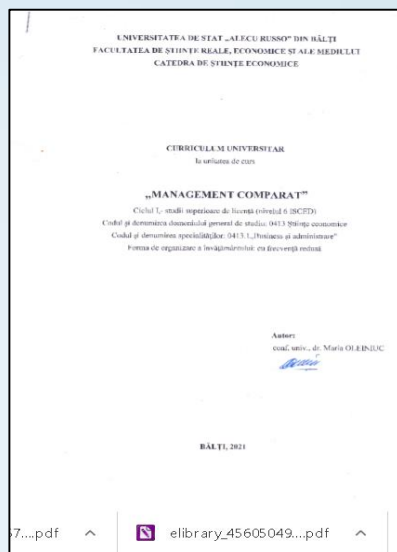 UNIVERSITATEA DE STAT „ALECU RUSSO” DIN BĂLȚI
FACULTATEA DE ȘTIINȚE REALE, ECONOMICE ȘI ALE MEDIULUI
CATEDRA DE ȘTIINȚE ECONOMICE
CURRICULUM UNIVERSITAR
la unitatea de curs
„MANAGEMENT COMPARAT”
Ciclul I,- studii superioare de licență (nivelul 6 ISCED)
Codul și denumirea domeniului general de studiu: 0413 Științe economice
Codul și denumirea specialităților: 0413.1 „Business și administrare”
Forma de organizare a învățământului: cu frecvență redusă
Autor:
conf. univ., dr. Maria OLEINIUC
BĂLȚI, 2021
7....pdf
elibrary_45605049....pdf